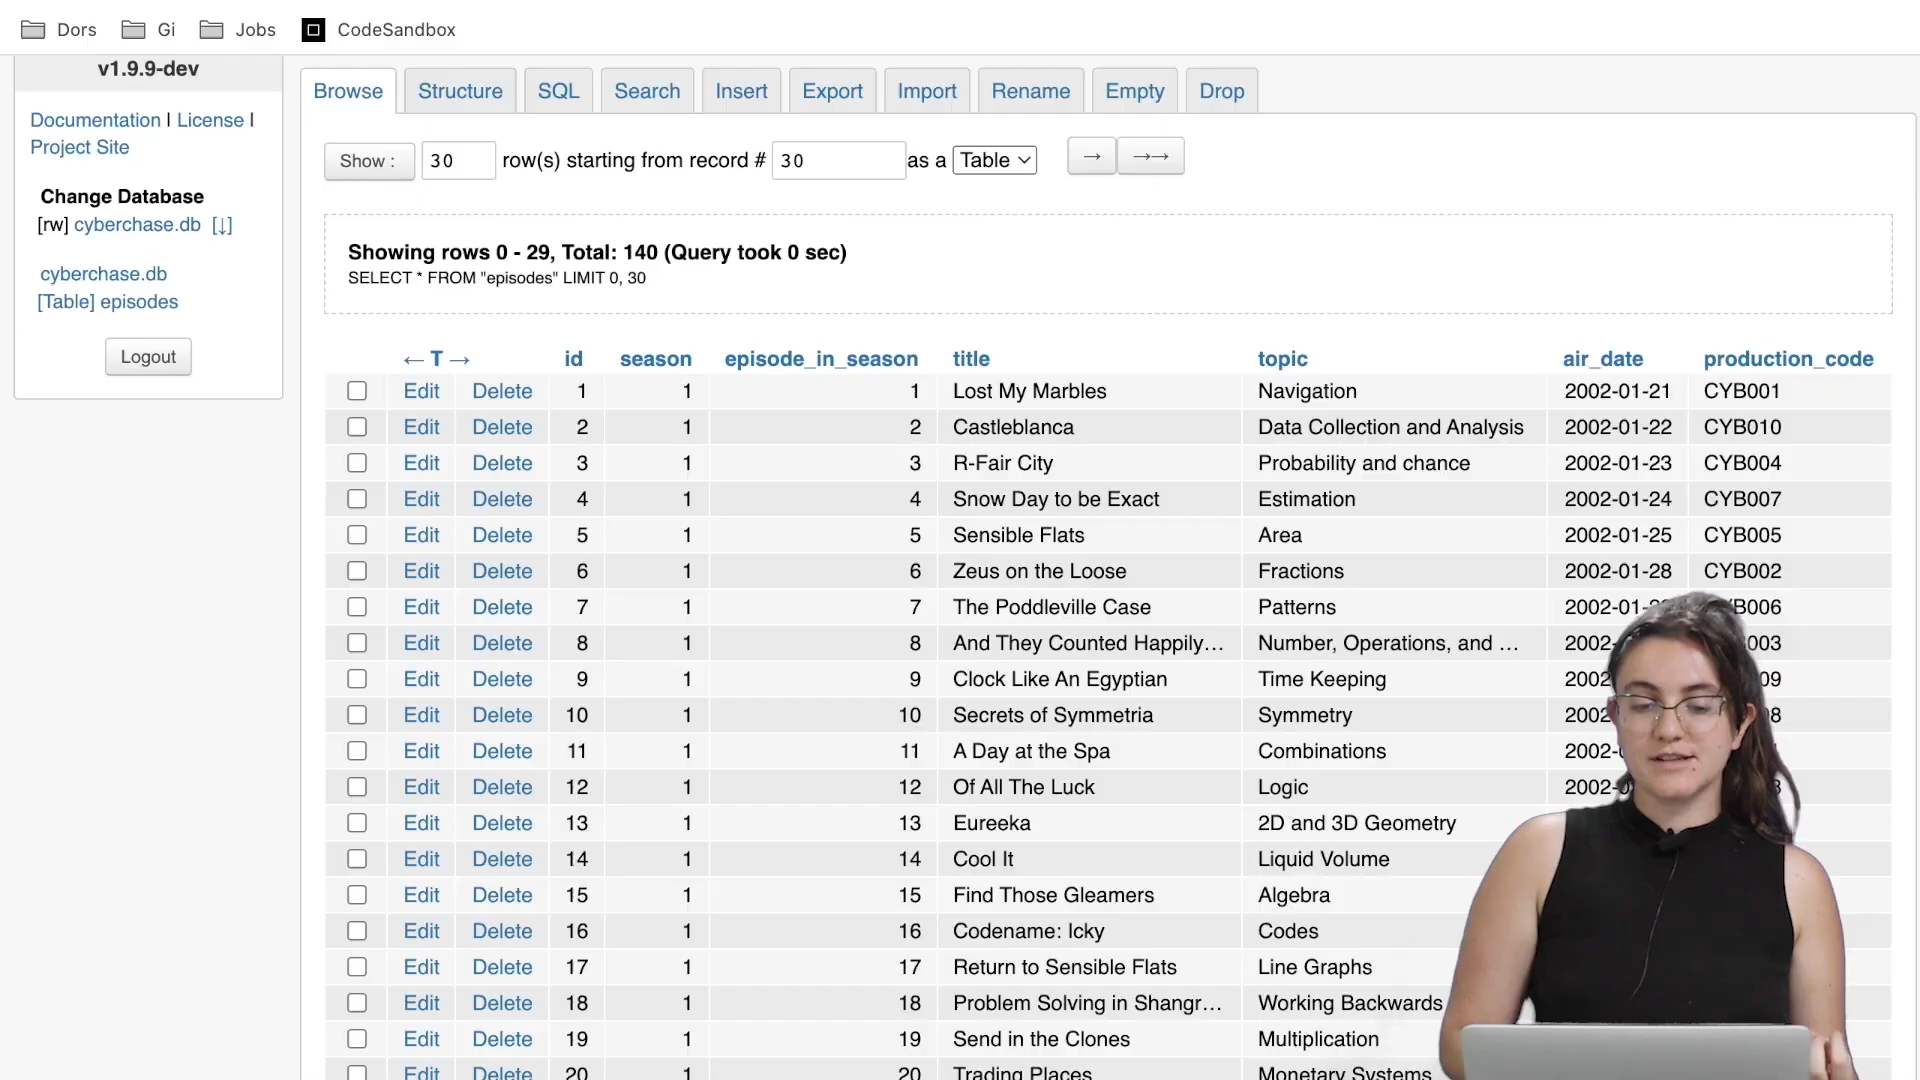 Dors Gi Jobs CodeSandbox
v1.9.9-dev
Documentation | License |
Project Site
Change Database
[rw] cyberchase.db [↓]
cyberchase.db
[Table] episodes
Logout
Browse Structure SQL Search Insert Export Import Rename Empty Drop
Show : 30 row(s) starting from record # 30 as a Table → →→
Showing rows 0 - 29, Total: 140 (Query took 0 sec)
SELECT * FROM "episodes" LIMIT 0, 30
← T → id season episode_in_season title topic air_date production_code
Edit Delete 1 1 1 Lost My Marbles Navigation 2002-01-21 CYB001
Edit Delete 2 1 2 Castleblanca Data Collection and Analysis 2002-01-22 CYB010
Edit Delete 3 1 3 R-Fair City Probability and chance 2002-01-23 CYB004
Edit Delete 4 1 4 Snow Day to be Exact Estimation 2002-01-24 CYB007
Edit Delete 5 1 5 Sensible Flats Area 2002-01-25 CYB005
Edit Delete 6 1 6 Zeus on the Loose Fractions 2002-01-28 CYB002
Edit Delete 7 1 7 The Poddleville Case Patterns
Edit Delete 8 1 8 And They Counted Happily... Number, Operations, and ...
Edit Delete 9 1 9 Clock Like An Egyptian Time Keeping
Edit Delete 10 1 10 Secrets of Symmetria Symmetry
Edit Delete 11 1 11 A Day at the Spa Combinations
Edit Delete 12 1 12 Of All The Luck Logic
Edit Delete 13 1 13 Eureeka 2D and 3D Geometry
Edit Delete 14 1 14 Cool It Liquid Volume
Edit Delete 15 1 15 Find Those Gleamers Algebra
Edit Delete 16 1 16 Codename: Icky Codes
Edit Delete 17 1 17 Return to Sensible Flats Line Graphs
Edit Delete 18 1 18 Problem Solving in Shangr... Working Backwards
Edit Delete 19 1 19 Send in the Clones Multiplication
Edit Delete 20 1 20 Trading Places Monetary Systems